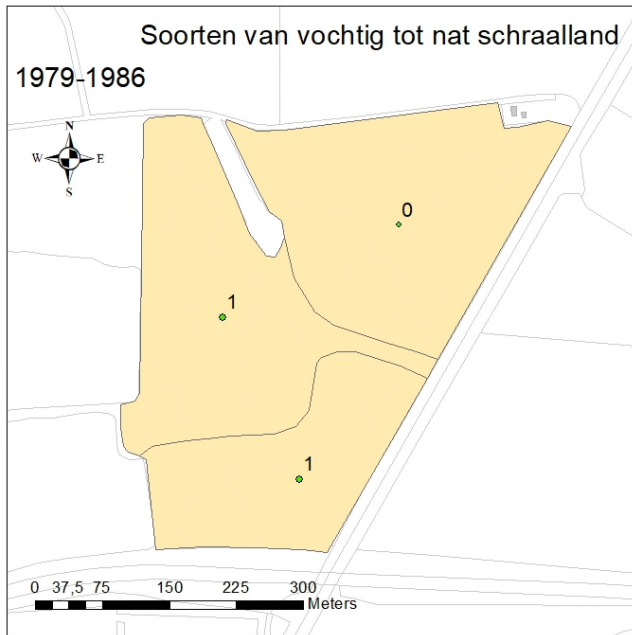 Soorten van vochtig tot nat schraalland
1979-1986
N
W E
S
0
1
1
0 37,5 75 150 225 300
Meters